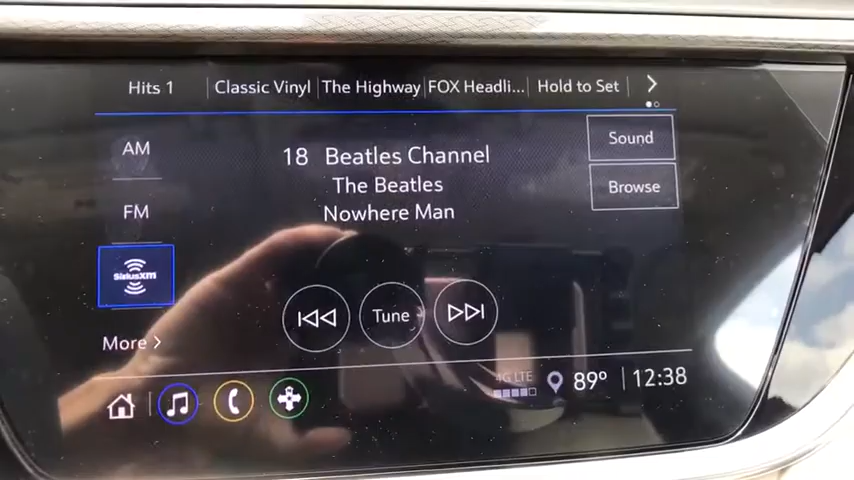 Hits 1 Classic Vinyl The Highway FOX Headli... Hold to Set
AM
18 Beatles Channel
Sound
The Beatles
Browse
FM
Nowhere Man
SiriusXM
Tune
More
4G LTE
89° 12:38